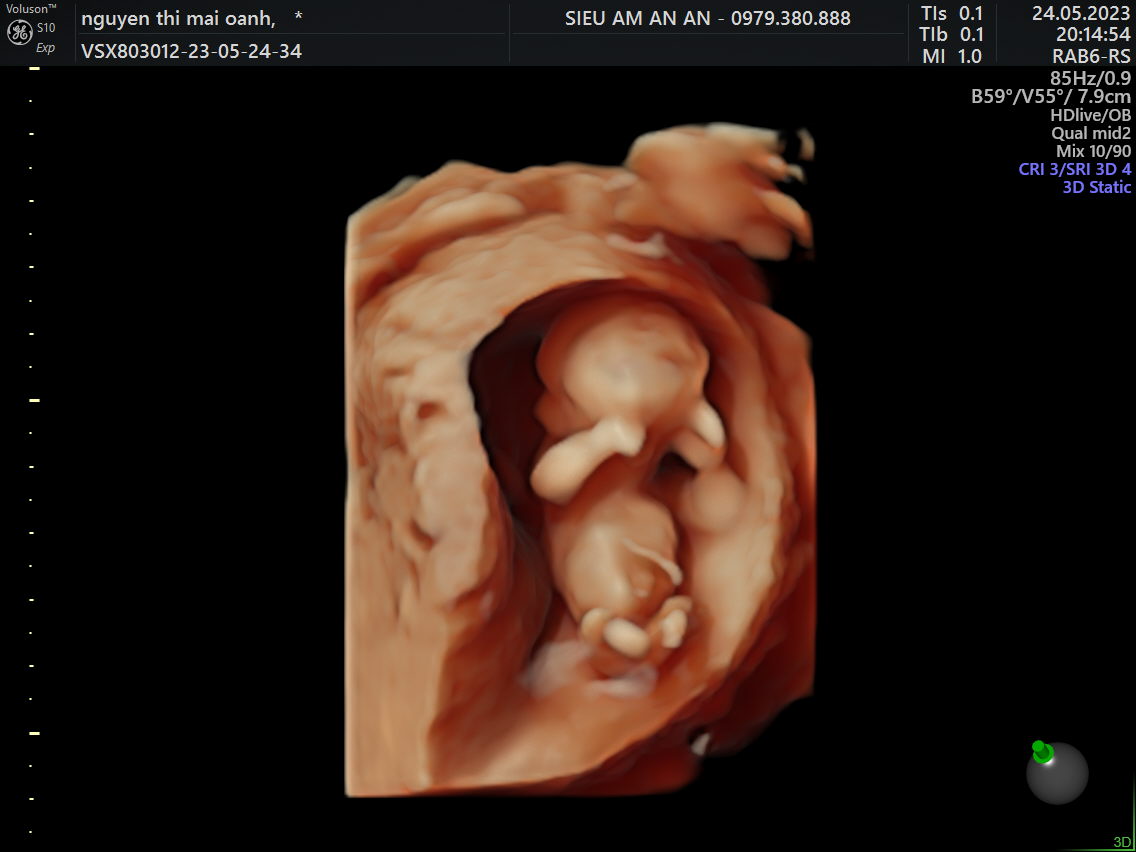 Voluson™
S10
Exp
nguyen thi mai oanh, *
VSX803012-23-05-24-34
SIEU AM AN AN - 0979.380.888
TIs 0.1
TIb 0.1
MI 1.0
24.05.2023
20:14:54
RAB6-RS
85Hz/0.9
B59°/V55°/ 7.9cm
HDlive/OB
Qual mid2
Mix 10/90
CRI 3/SRI 3D 4
3D Static
3D